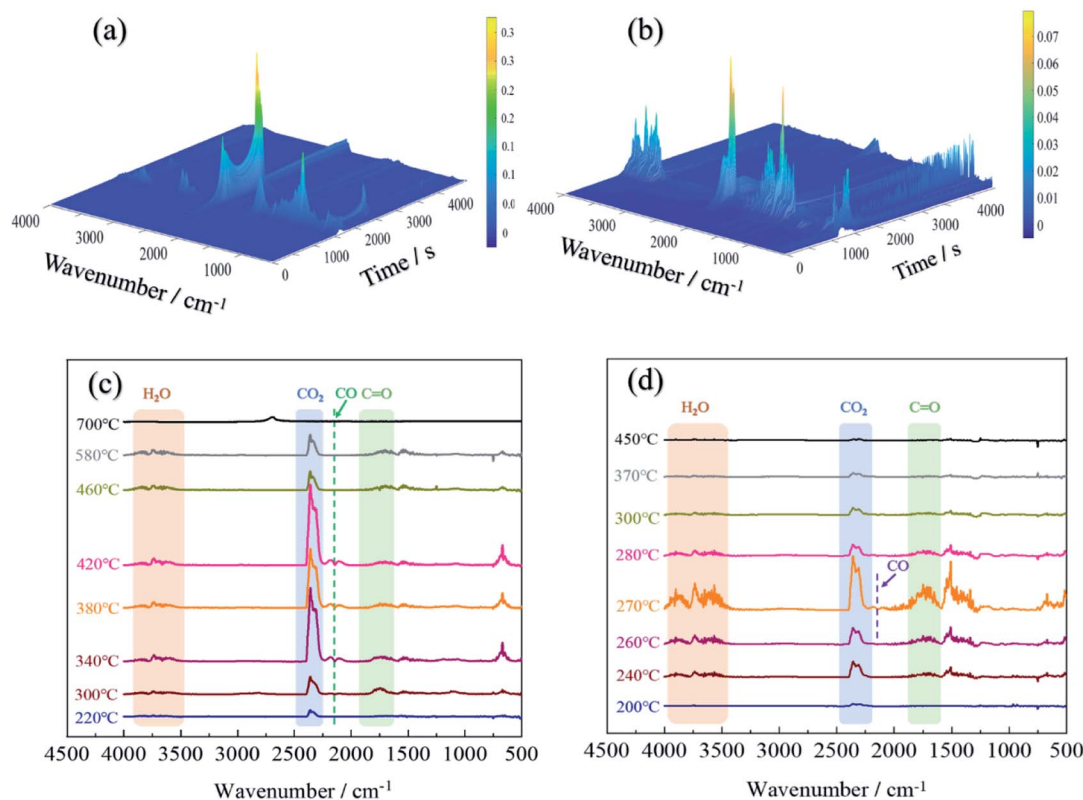 (a)
0.3
0.3
0.2
0.2
0.1
0.1
0.0
0
4000
3000
2000
1000
0
1000
2000
3000
4000
Wavenumber / cm-1
Time / s
(b)
0.07
0.06
0.05
0.04
0.03
0.02
0.01
0
4000
3000
2000
1000
0
1000
2000
3000
4000
Wavenumber / cm-1
Time / s
(c)
H₂O
CO₂
CO
C=O
700°C
580°C
460°C
420°C
380°C
340°C
300°C
220°C
4500 4000 3500 3000 2500 2000 1500 1000 500
Wavenumber / cm-1
(d)
H₂O
CO₂
C=O
CO
450°C
370°C
300°C
280°C
270°C
260°C
240°C
200°C
4500 4000 3500 3000 2500 2000 1500 1000 500
Wavenumber / cm-1